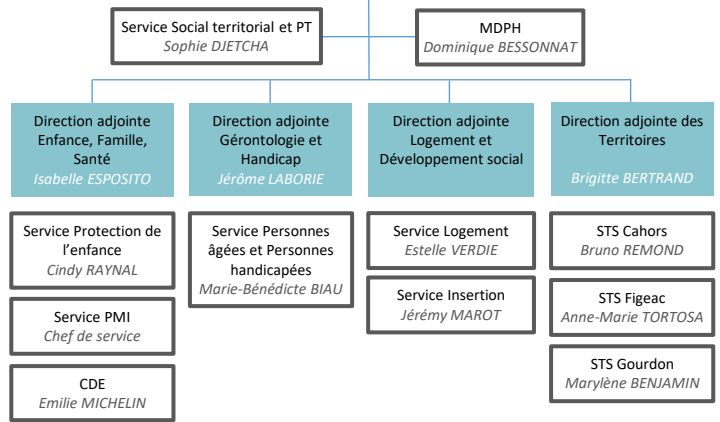 Service Social territorial et PT
Sophie DJETCHA
MDPH
Dominique BESSONNAT
Direction adjointe
Enfance, Famille,
Santé
Isabelle ESPOSITO
Direction adjointe
Gérontologie et
Handicap
Jérôme LABORIE
Direction adjointe
Logement et
Développement social
Direction adjointe des
Territoires
Brigitte BERTRAND
Service Protection de
l'enfance
Cindy RAYNAL
Service PMI
Chef de service
CDE
Emilie MICHELIN
Service Personnes
âgées et Personnes
handicapées
Marie-Bénédicte BIAU
Service Logement
Estelle VERDIE
Service Insertion
Jérémy MAROT
STS Cahors
Bruno REMOND
STS Figeac
Anne-Marie TORTOSA
STS Gourdon
Marylène BENJAMIN